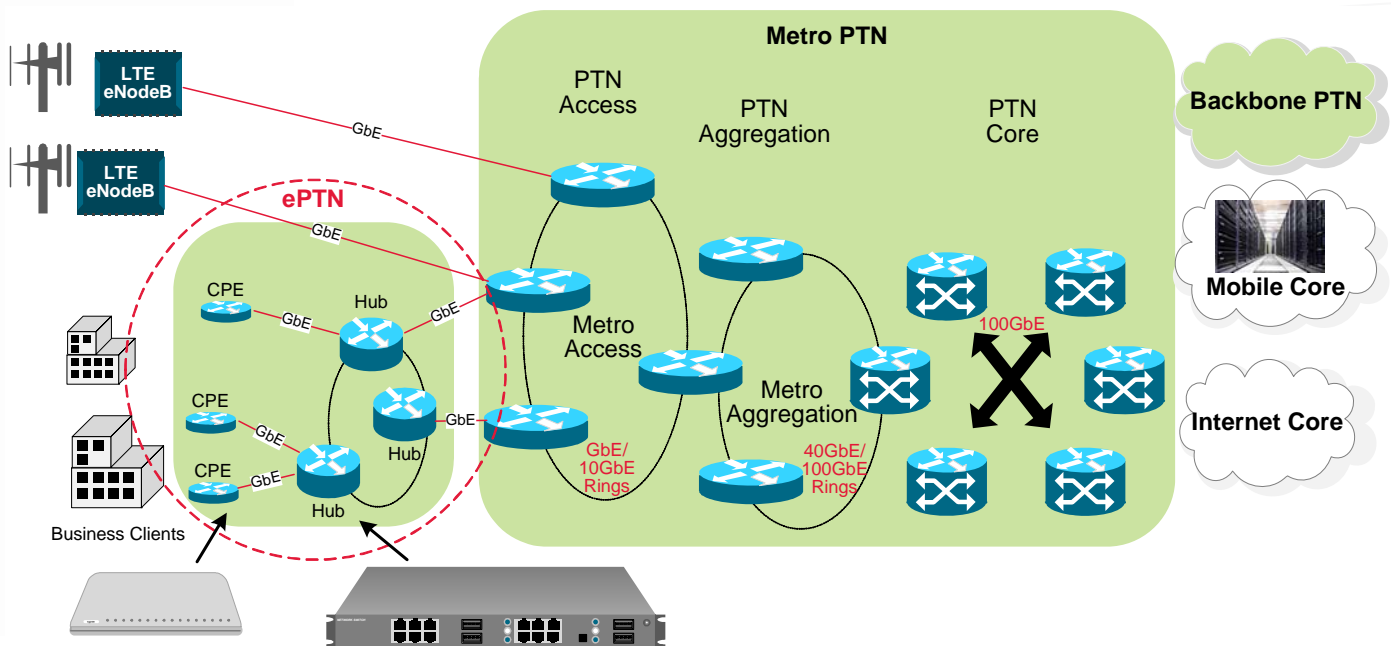 Metro PTN
PTN
Access
PTN
Aggregation
PTN
Core
Backbone PTN
LTE
eNodeB
GbE
LTE
eNodeB
GbE
ePTN
Mobile Core
CPE
GbE
Hub
GbE
Metro
Access
100GbE
CPE
GbE
Hub
GbE
Metro
Aggregation
Internet Core
CPE
GbE
Hub
GbE/
10GbE
Rings
40GbE/
100GbE
Rings
Business Clients